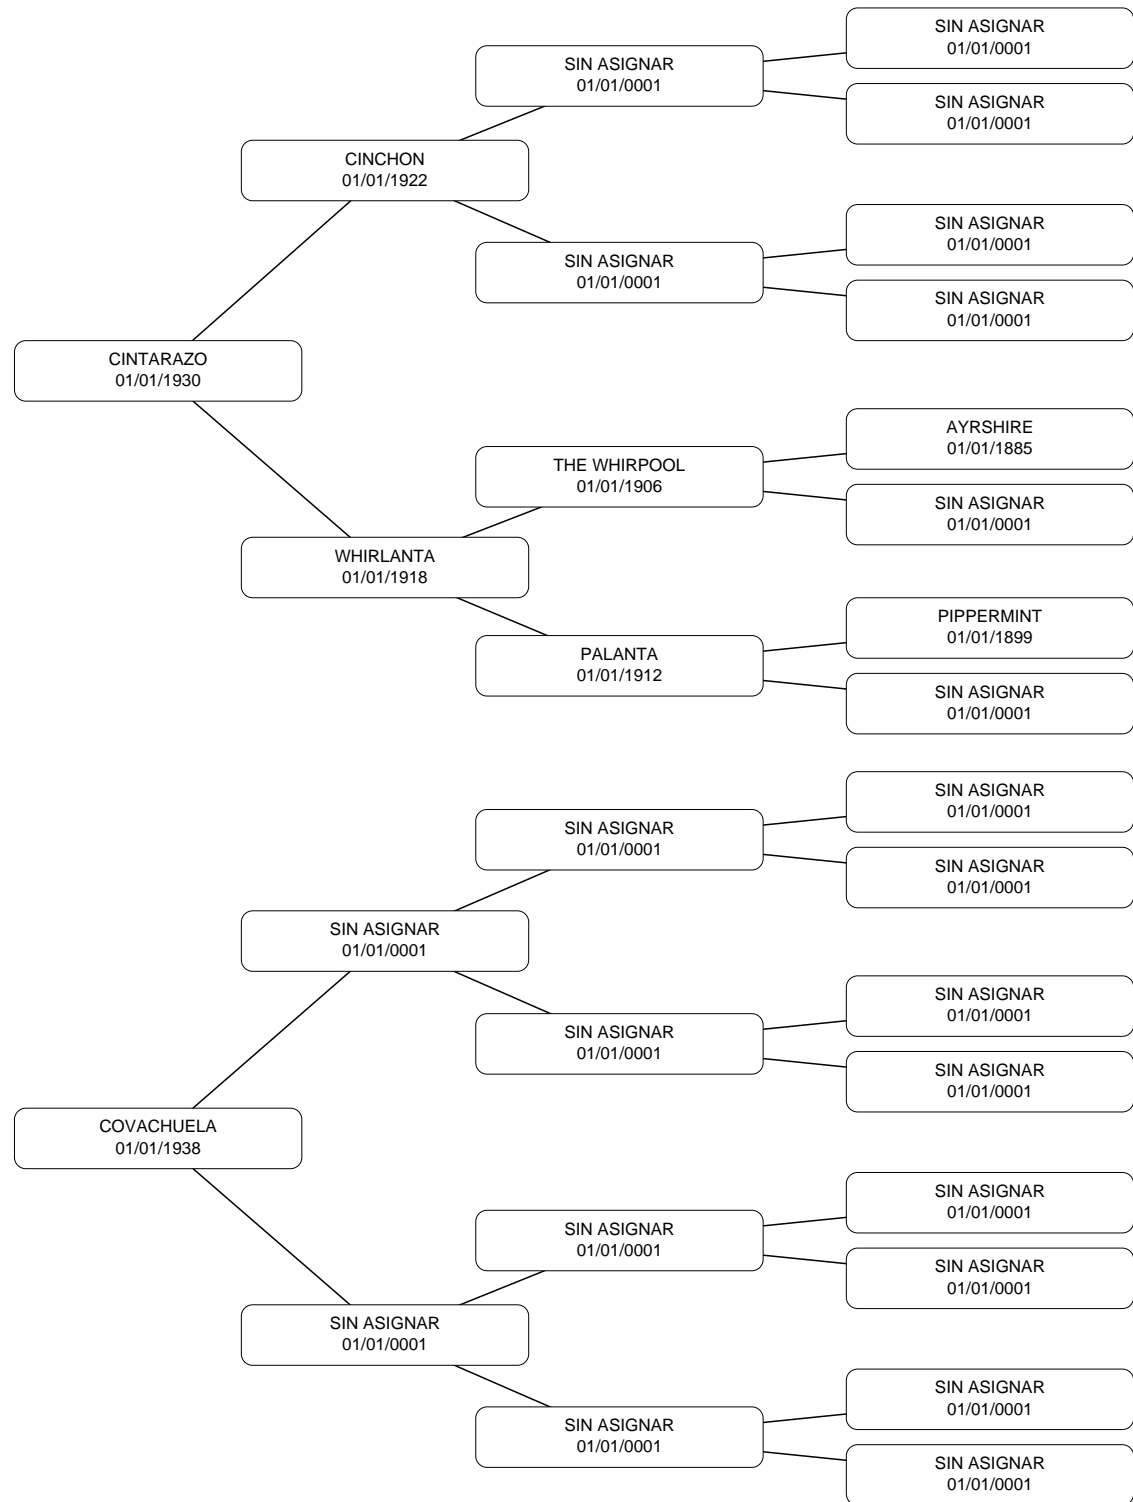 SIN ASIGNAR
01/01/0001
SIN ASIGNAR
01/01/0001
SIN ASIGNAR
01/01/0001
CINCHON
01/01/1922
SIN ASIGNAR
01/01/0001
SIN ASIGNAR
01/01/0001
SIN ASIGNAR
01/01/0001
CINTARAZO
01/01/1930
AYRSHIRE
01/01/1885
THE WHIRPOOL
01/01/1906
SIN ASIGNAR
01/01/0001
WHIRLANTA
01/01/1918
PIPPERMINT
01/01/1899
PALANTA
01/01/1912
SIN ASIGNAR
01/01/0001
SIN ASIGNAR
01/01/0001
SIN ASIGNAR
01/01/0001
SIN ASIGNAR
01/01/0001
SIN ASIGNAR
01/01/0001
SIN ASIGNAR
01/01/0001
SIN ASIGNAR
01/01/0001
SIN ASIGNAR
01/01/0001
COVACHUELA
01/01/1938
SIN ASIGNAR
01/01/0001
SIN ASIGNAR
01/01/0001
SIN ASIGNAR
01/01/0001
SIN ASIGNAR
01/01/0001
SIN ASIGNAR
01/01/0001
SIN ASIGNAR
01/01/0001
SIN ASIGNAR
01/01/0001